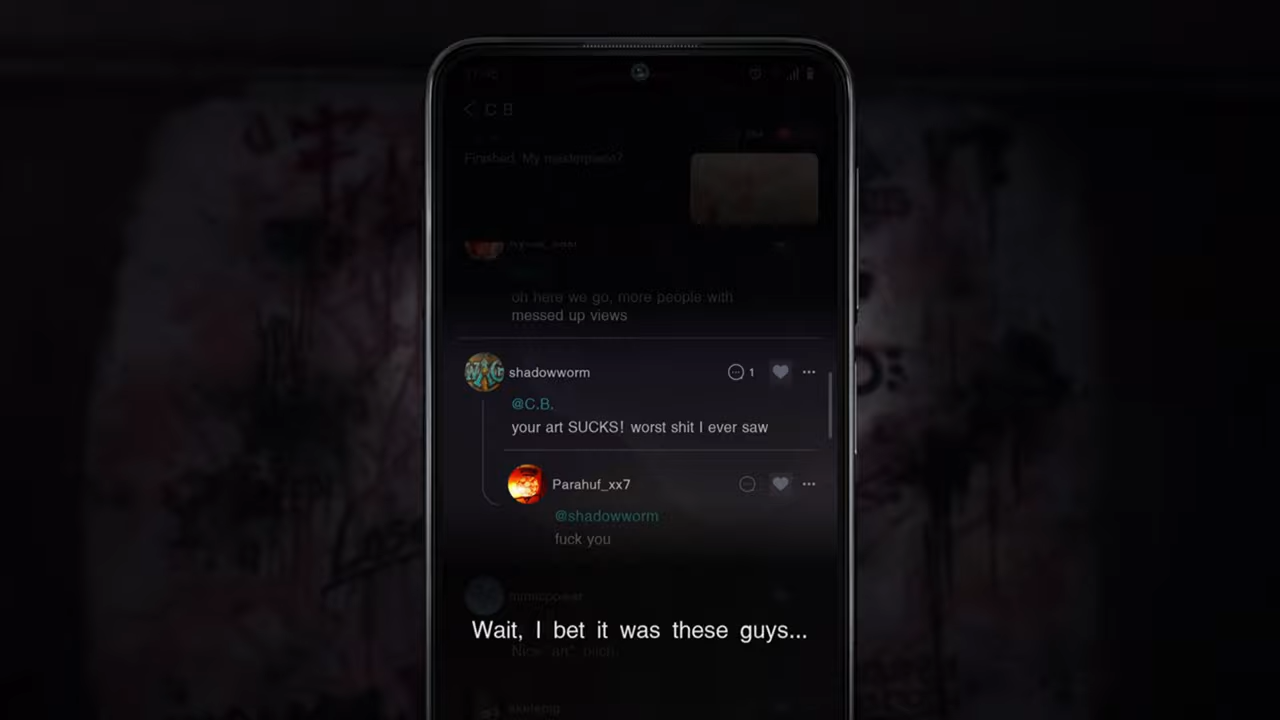 C B
Finished. My masterpiece?
oh here we go, more people with
messed up views
shadowworm
1
@C.B.
your art SUCKS! worst shit I ever saw
Parahuf_xx7
@shadowworm
fuck you
Wait, I bet it was these guys...